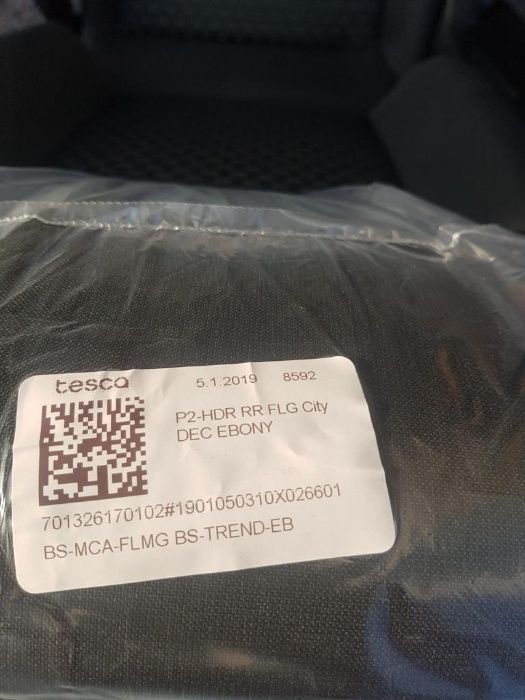 tesca 5.1.2019 8592
P2-HDR RR FLG City
DEC EBONY
701326170102#1901050310X026601
BS-MCA-FLMG BS-TREND-EB